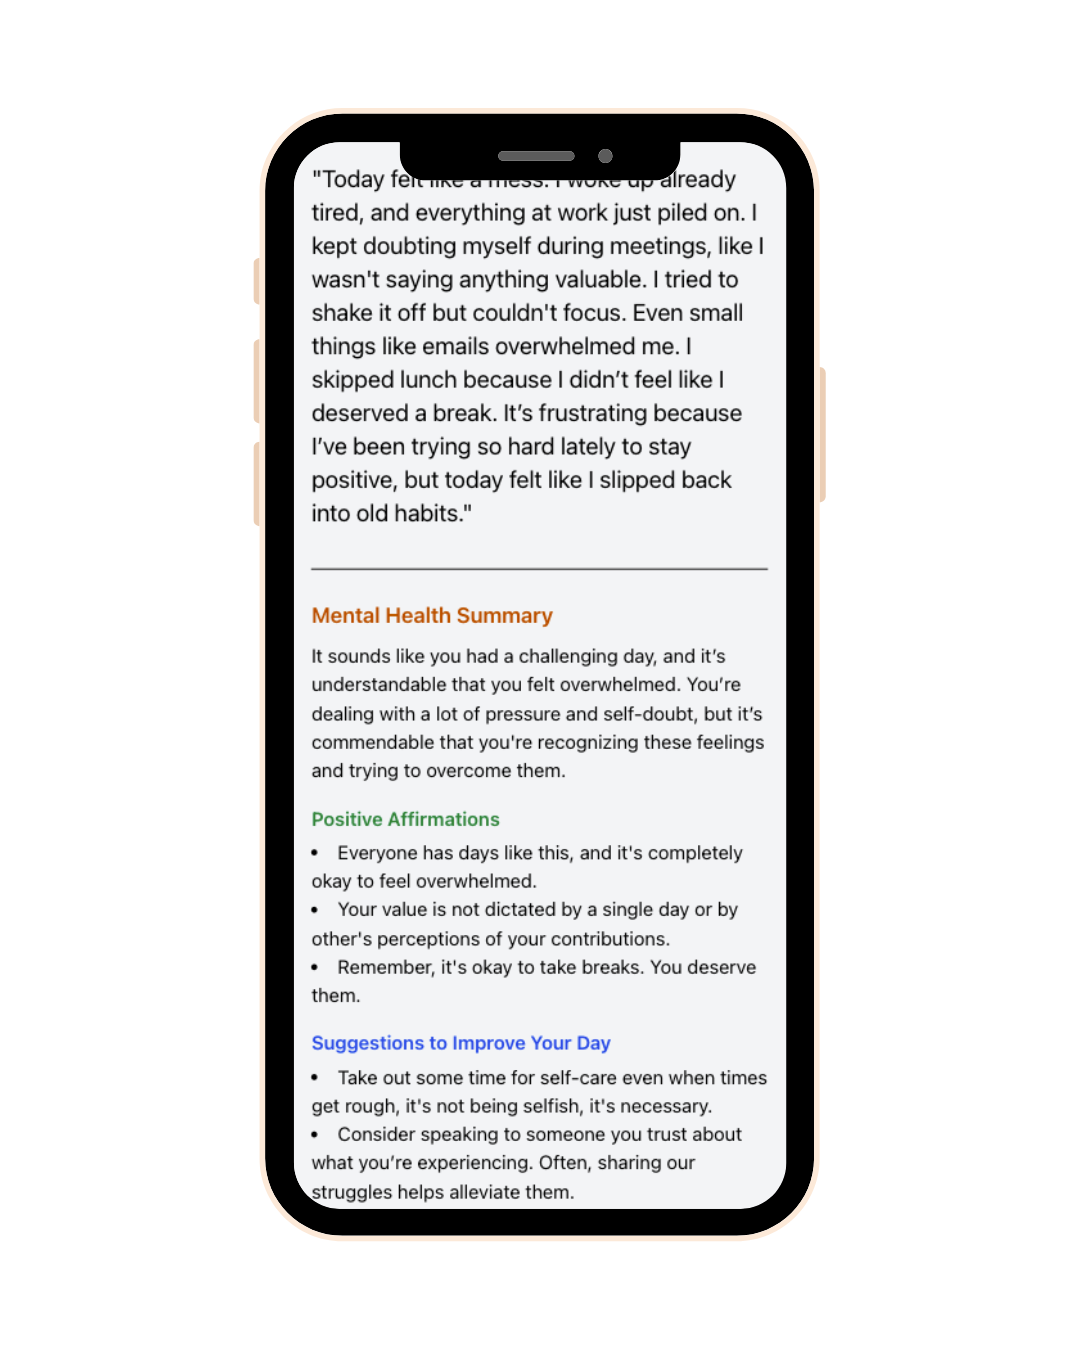 "Today felt like a mess. I woke up already
tired, and everything at work just piled on. I
kept doubting myself during meetings, like I
wasn't saying anything valuable. I tried to
shake it off but couldn't focus. Even small
things like emails overwhelmed me. I
skipped lunch because I didn’t feel like I
deserved a break. It’s frustrating because
I’ve been trying so hard lately to stay
positive, but today felt like I slipped back
into old habits."
Mental Health Summary
It sounds like you had a challenging day, and it’s
understandable that you felt overwhelmed. You’re
dealing with a lot of pressure and self-doubt, but it’s
commendable that you're recognizing these feelings
and trying to overcome them.
Positive Affirmations
• Everyone has days like this, and it's completely
okay to feel overwhelmed.
• Your value is not dictated by a single day or by
other's perceptions of your contributions.
• Remember, it's okay to take breaks. You deserve
them.
Suggestions to Improve Your Day
• Take out some time for self-care even when times
get rough, it's not being selfish, it's necessary.
• Consider speaking to someone you trust about
what you’re experiencing. Often, sharing our
struggles helps alleviate them.